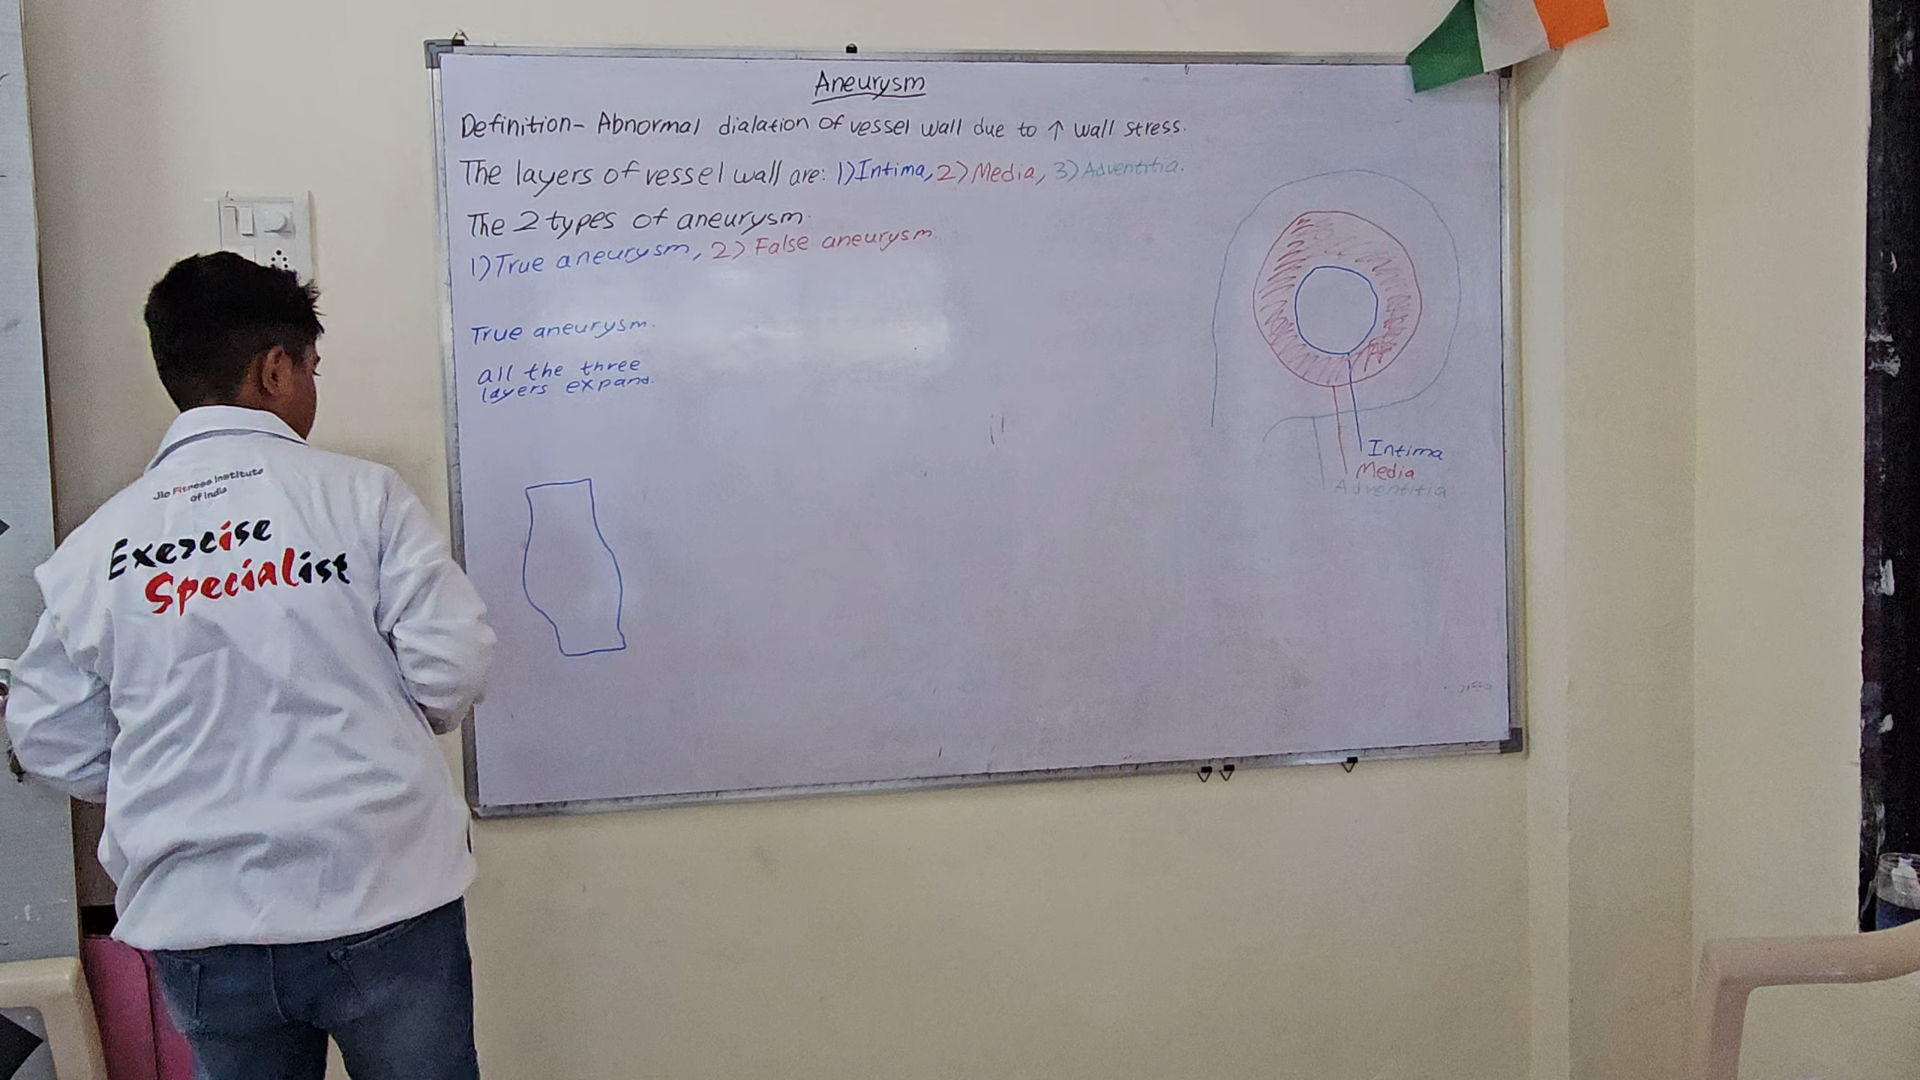 Aneurysm
Definition- Abnormal dialation of vessel wall due to ↑ wall stress.
The layers of vessel wall are: 1) Intima, 2) Media, 3) Adventitia.
The 2 types of aneurysm.
1) True aneurysm, 2) False aneurysm.
True aneurysm.
all the three
layers expand.
Intima
Media
Adventitia
Jio Fitness Institute
of India
Exercise
Specialist